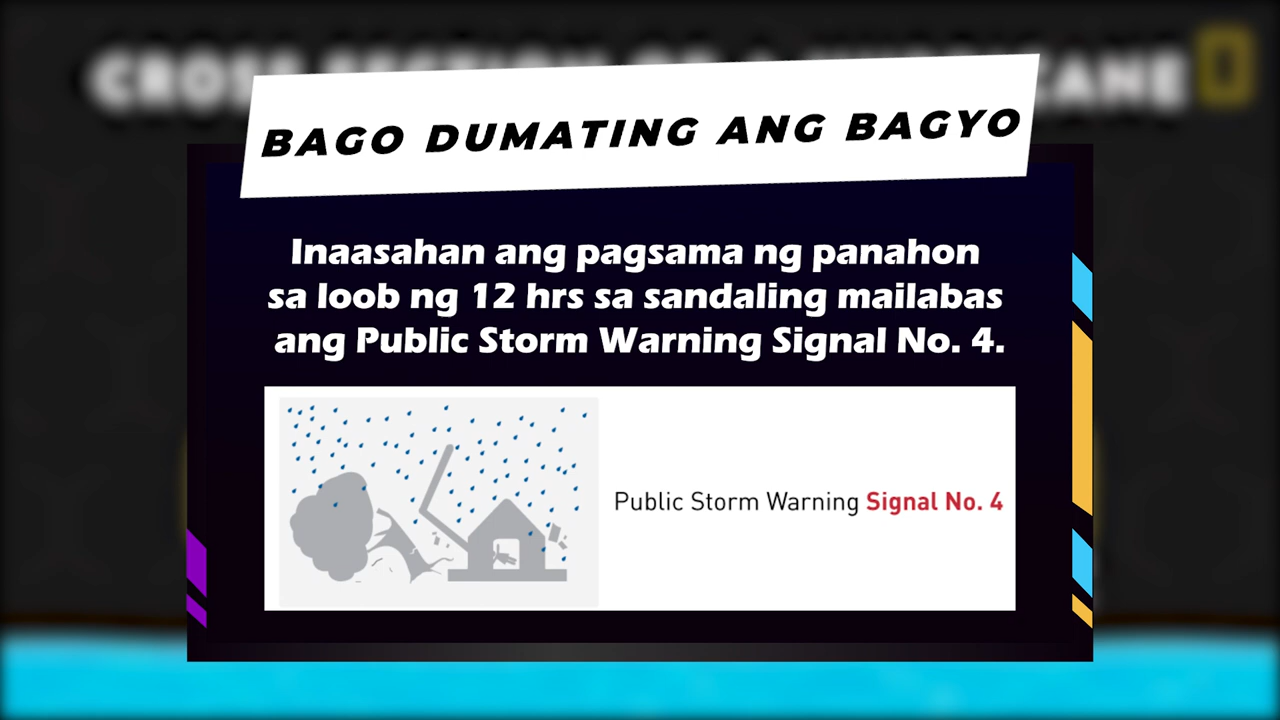 BAGO DUMATING ANG BAGYO
Inaasahan ang pagsama ng panahon
sa loob ng 12 hrs sa sandaling mailabas
ang Public Storm Warning Signal No. 4.
Public Storm Warning Signal No. 4